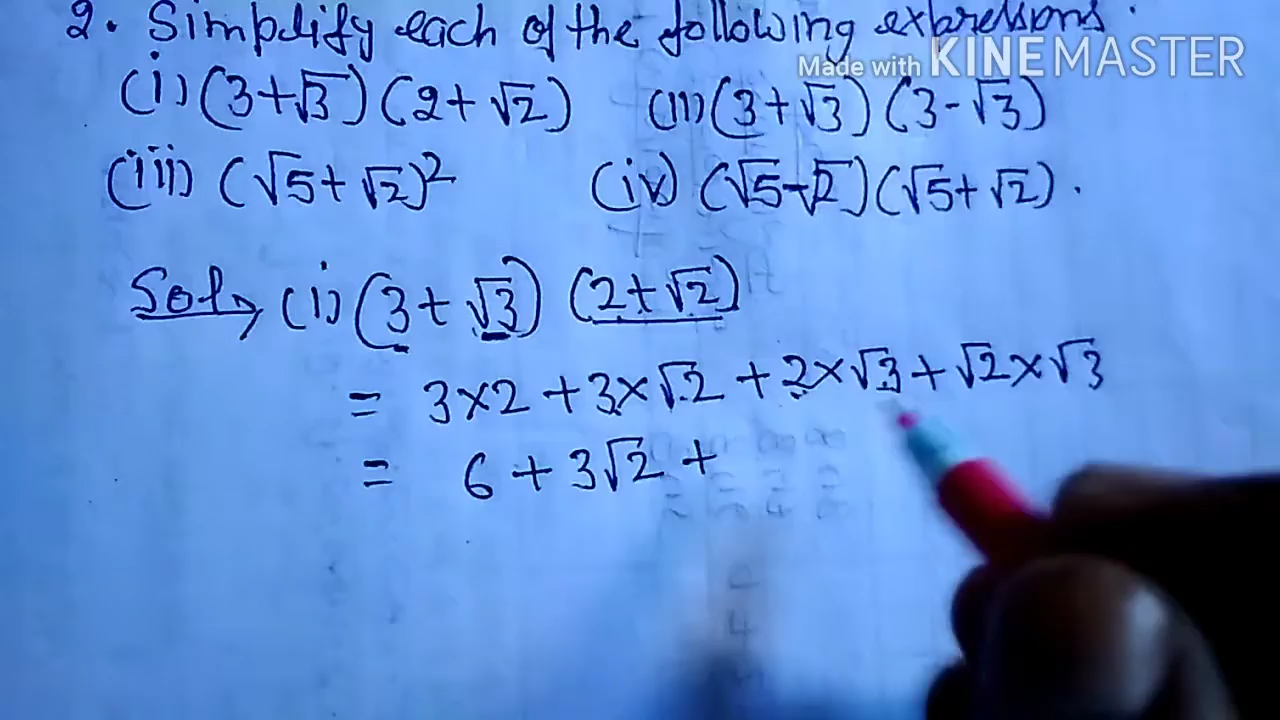 2. Simplify each of the following expressions.
Made with KINEMASTER
(i) (3+√3) (2+√2) (ii) (3+√3) (3-√3)
(iii) (√5+√2)² (iv) (√5-√2) (√5+√2).
Sol→ (i) (3+√3) (2+√2)
= 3×2 + 3×√2 + 2×√3 + √2×√3
= 6 + 3√2 +